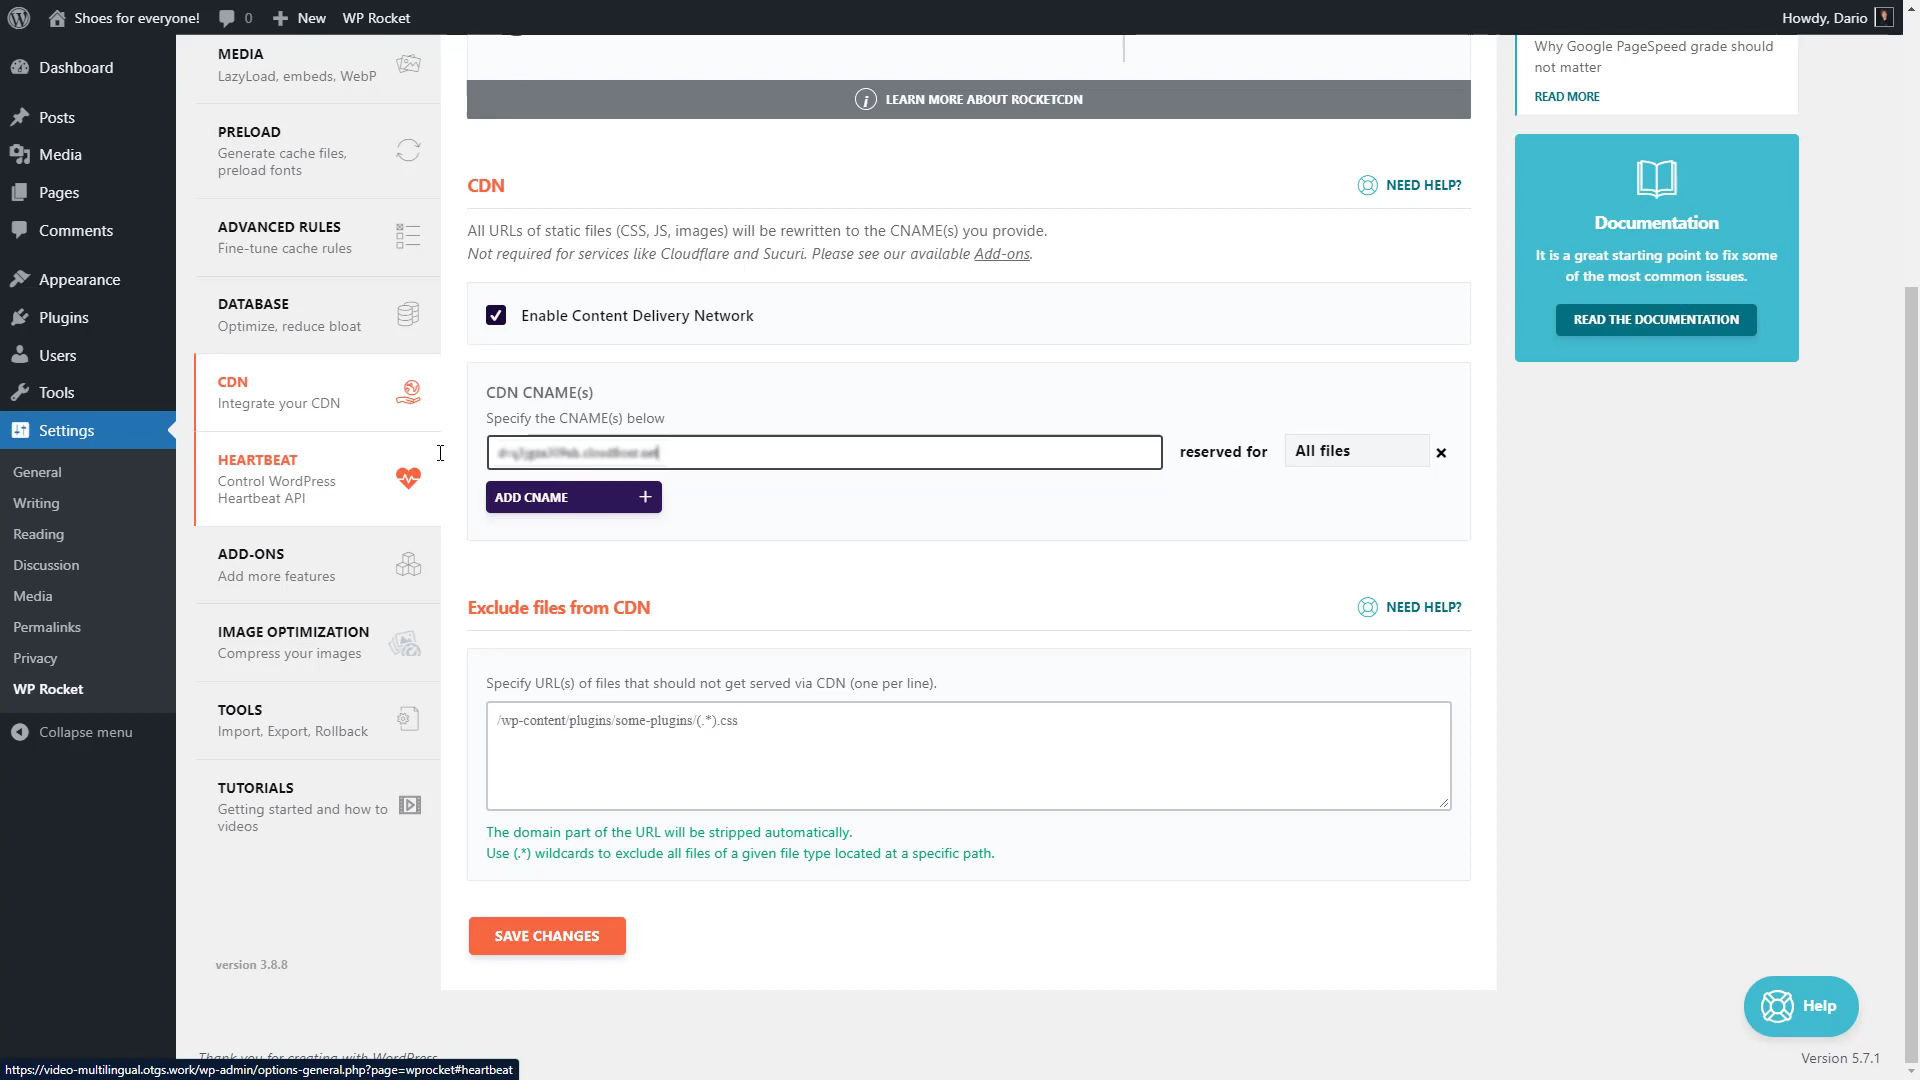 Shoes for everyone!
0
New
WP Rocket
Howdy, Dario
Dashboard
Posts
Media
Pages
Comments
Appearance
Plugins
Users
Tools
Settings
General
Writing
Reading
Discussion
Media
Permalinks
Privacy
WP Rocket
Collapse menu
MEDIA
LazyLoad, embeds, WebP
PRELOAD
Generate cache files,
preload fonts
ADVANCED RULES
Fine-tune cache rules
DATABASE
Optimize, reduce bloat
CDN
Integrate your CDN
HEARTBEAT
Control WordPress
Heartbeat API
ADD-ONS
Add more features
IMAGE OPTIMIZATION
Compress your images
TOOLS
Import, Export, Rollback
TUTORIALS
Getting started and how to
videos
version 3.8.8
LEARN MORE ABOUT ROCKETCDN
CDN
NEED HELP?
All URLs of static files (CSS, JS, images) will be rewritten to the CNAME(s) you provide.
Not required for services like Cloudflare and Sucuri. Please see our available Add-ons.
Enable Content Delivery Network
CDN CNAME(s)
Specify the CNAME(s) below
reserved for
All files
ADD CNAME
Exclude files from CDN
NEED HELP?
Specify URL(s) of files that should not get served via CDN (one per line).
/wp-content/plugins/some-plugins/(.*).css
The domain part of the URL will be stripped automatically.
Use (.*) wildcards to exclude all files of a given file type located at a specific path.
SAVE CHANGES
Why Google PageSpeed grade should
not matter
READ MORE
Documentation
It is a great starting point to fix some
of the most common issues.
READ THE DOCUMENTATION
Help
Thank you for creating with WordPress
Version 5.7.1
https://video-multilingual.otgs.work/wp-admin/options-general.php?page=wprocket#heartbeat